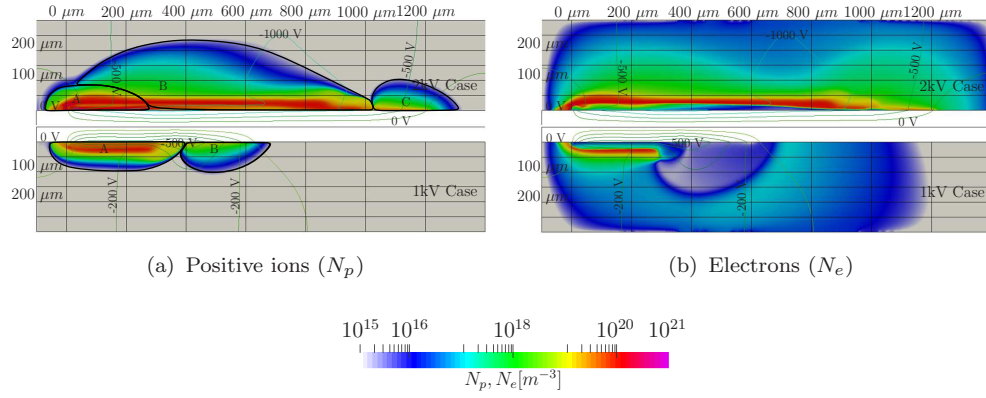 0 μm 200 μm 400 μm 600 μm 800 μm 1000 μm 1200 μm
200
μm
100
0 V
-500 V
-1000 V
-500 V
A
B
C
2kV Case
0 V
0 V
-500 V
A
B
100
μm
200
-200 V
-200 V
1kV Case
(a) Positive ions (Np)
0 μm 200 μm 400 μm 600 μm 800 μm 1000 μm 1200 μm
200
μm
100
0 V
-500 V
-1000 V
-500 V
2kV Case
0 V
0 V
-500 V
100
μm
200
-200 V
-200 V
1kV Case
(b) Electrons (Ne)
10^15 10^16 10^18 10^20 10^21
Np, Ne[m^−3]